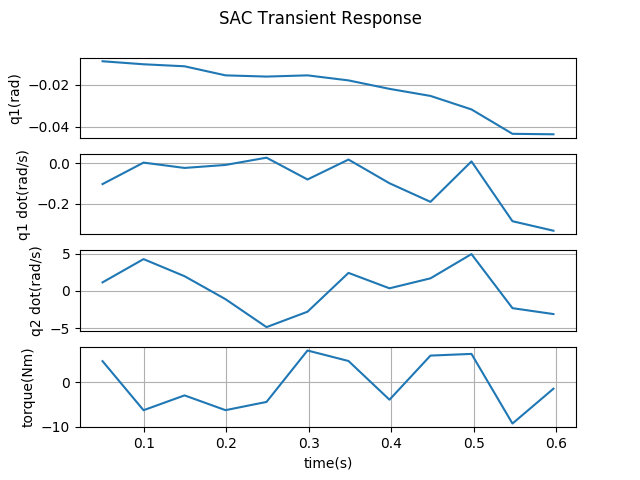 SAC Transient Response
q1(rad)
−0.02
−0.04
q1 dot(rad/s)
0.0
−0.2
q2 dot(rad/s)
5
0
−5
torque(Nm)
0
−10
0.1 0.2 0.3 0.4 0.5 0.6
time(s)